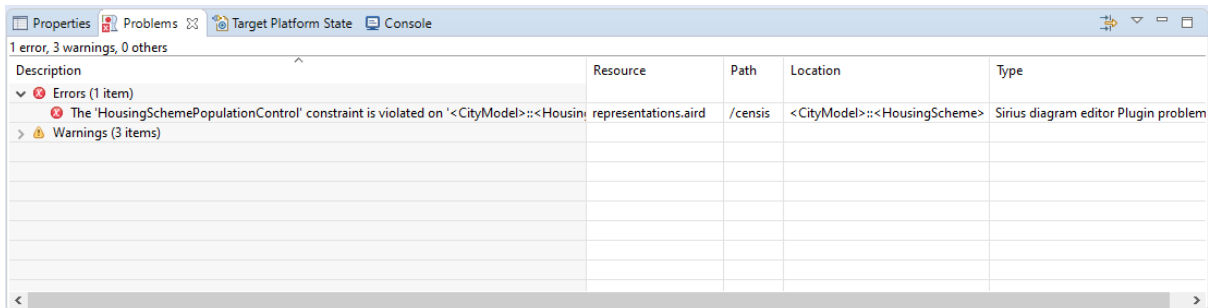 Properties Problems Target Platform State Console
1 error, 3 warnings, 0 others
Description Resource Path Location Type
Errors (1 item)
The 'HousingSchemePopulationControl' constraint is violated on '<CityModel>::<Housin representations.aird /censis <CityModel>::<HousingScheme> Sirius diagram editor Plugin problem
Warnings (3 items)